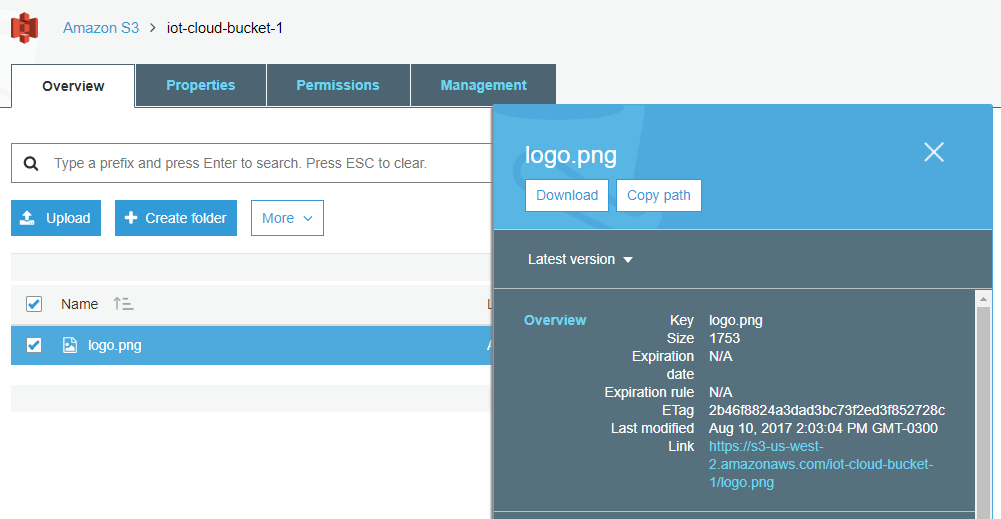 Amazon S3 > iot-cloud-bucket-1
Overview Properties Permissions Management
Type a prefix and press Enter to search. Press ESC to clear.
Upload Create folder More
Name
logo.png
logo.png
Download Copy path
Latest version
Overview
Key logo.png
Size 1753
Expiration N/A
date
Expiration rule N/A
ETag 2b46f8824a3dad3bc73f2ed3f852728c
Last modified Aug 10, 2017 2:03:04 PM GMT-0300
Link https://s3-us-west-
2.amazonaws.com/iot-cloud-bucket-
1/logo.png